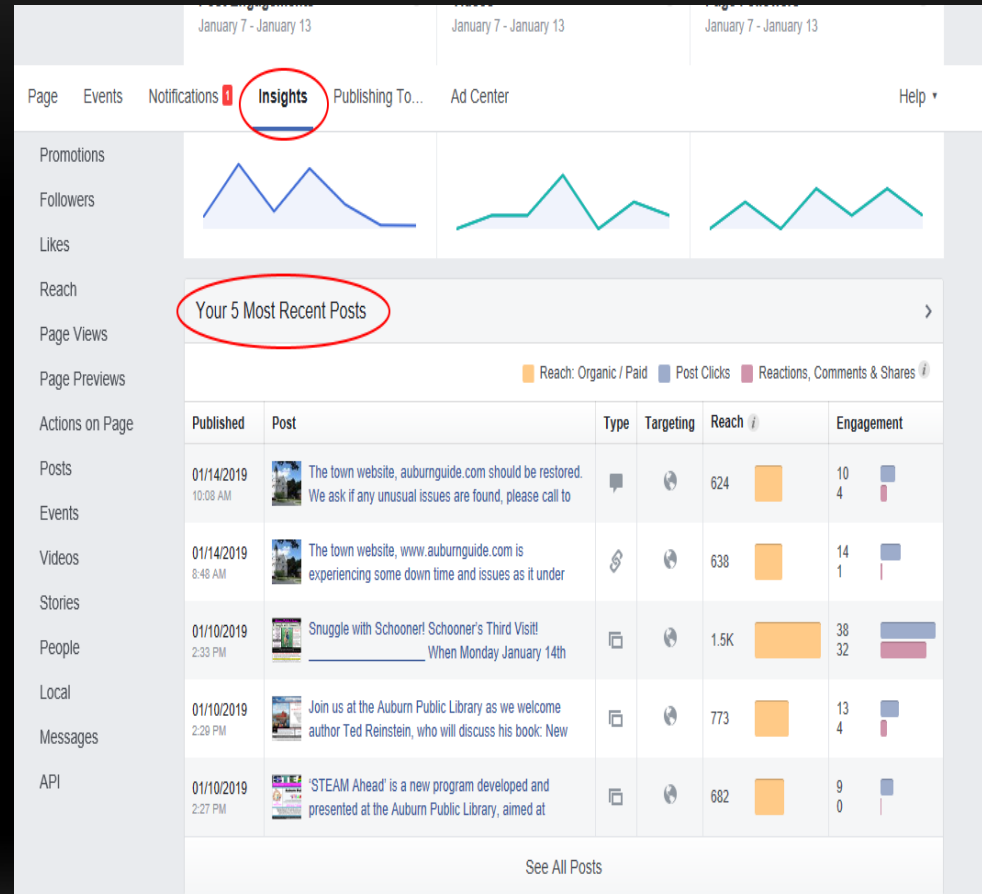 January 7 - January 13
January 7 - January 13
January 7 - January 13
Page Events Notifications 1 Insights Publishing To... Ad Center Help
Promotions
Followers
Likes
Reach
Page Views
Page Previews
Actions on Page
Posts
Events
Videos
Stories
People
Local
Messages
API
Your 5 Most Recent Posts
Reach: Organic / Paid Post Clicks Reactions, Comments & Shares i
Published Post Type Targeting Reach i Engagement
01/14/2019
10:08 AM
The town website, auburnguide.com should be restored.
We ask if any unusual issues are found, please call to
624
10
4
01/14/2019
8:48 AM
The town website, www.auburnguide.com is
experiencing some down time and issues as it under
638
14
1
01/10/2019
2:33 PM
Snuggle with Schooner! Schooner's Third Visit!
____________________ When Monday January 14th
1.5K
38
32
01/10/2019
2:29 PM
Join us at the Auburn Public Library as we welcome
author Ted Reinstein, who will discuss his book: New
773
13
4
01/10/2019
2:27 PM
'STEAM Ahead' is a new program developed and
presented at the Auburn Public Library, aimed at
682
9
0
See All Posts